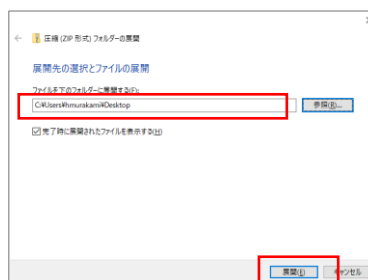 圧縮 (ZIP 形式) フォルダーの展開
展開先の選択とファイルの展開
ファイルを下のフォルダーに展開する(F):
C:¥Users¥hmurakami¥Desktop
参照(R)...
完了時に展開されたファイルを表示する(H)
展開(E)
キャンセル